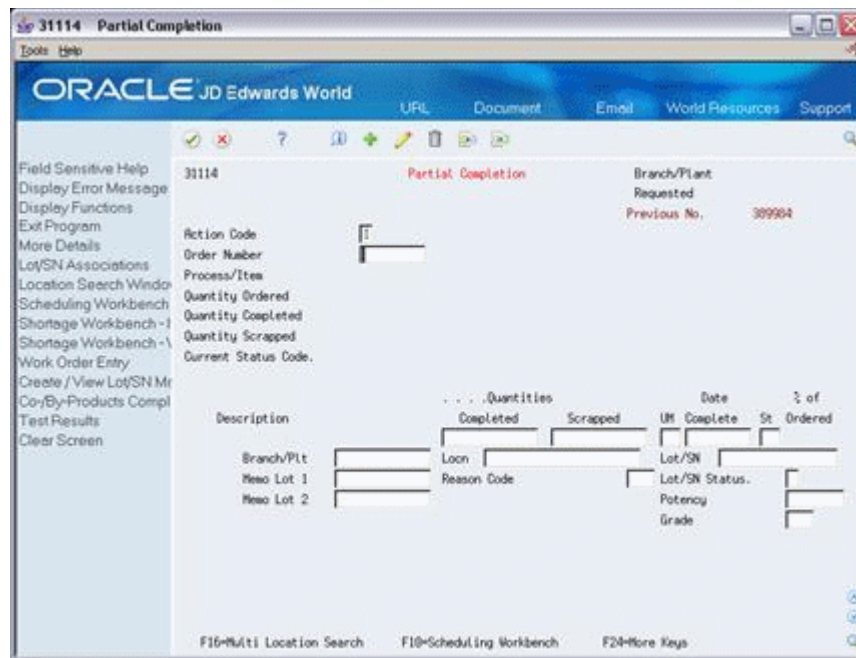 31114 Partial Completion
Tools Help
ORACLE JD Edwards World
URL Document Email World Resources Support
Field Sensitive Help
Display Error Message
Display Functions
Exit Program
More Details
Lot/SN Associations
Location Search Windo
Scheduling Workbench
Shortage Workbench - I
Shortage Workbench - \
Work Order Entry
Create / View Lot/SN Mr
Co-/By-Products Compl
Test Results
Clear Screen
31114 Partial Completion Branch/Plant
Requested
Previous No. 389984
Action Code I
Order Number
Process/Item
Quantity Ordered
Quantity Completed
Quantity Scrapped
Current Status Code.
. . . .Quantities Date % of
Description Completed Scrapped UM Complete St Ordered
Branch/Plt Locn Lot/SN
Memo Lot 1 Reason Code Lot/SN Status.
Memo Lot 2 Potency
Grade
F16=Multi Location Search F18=Scheduling Workbench F24=More Keys